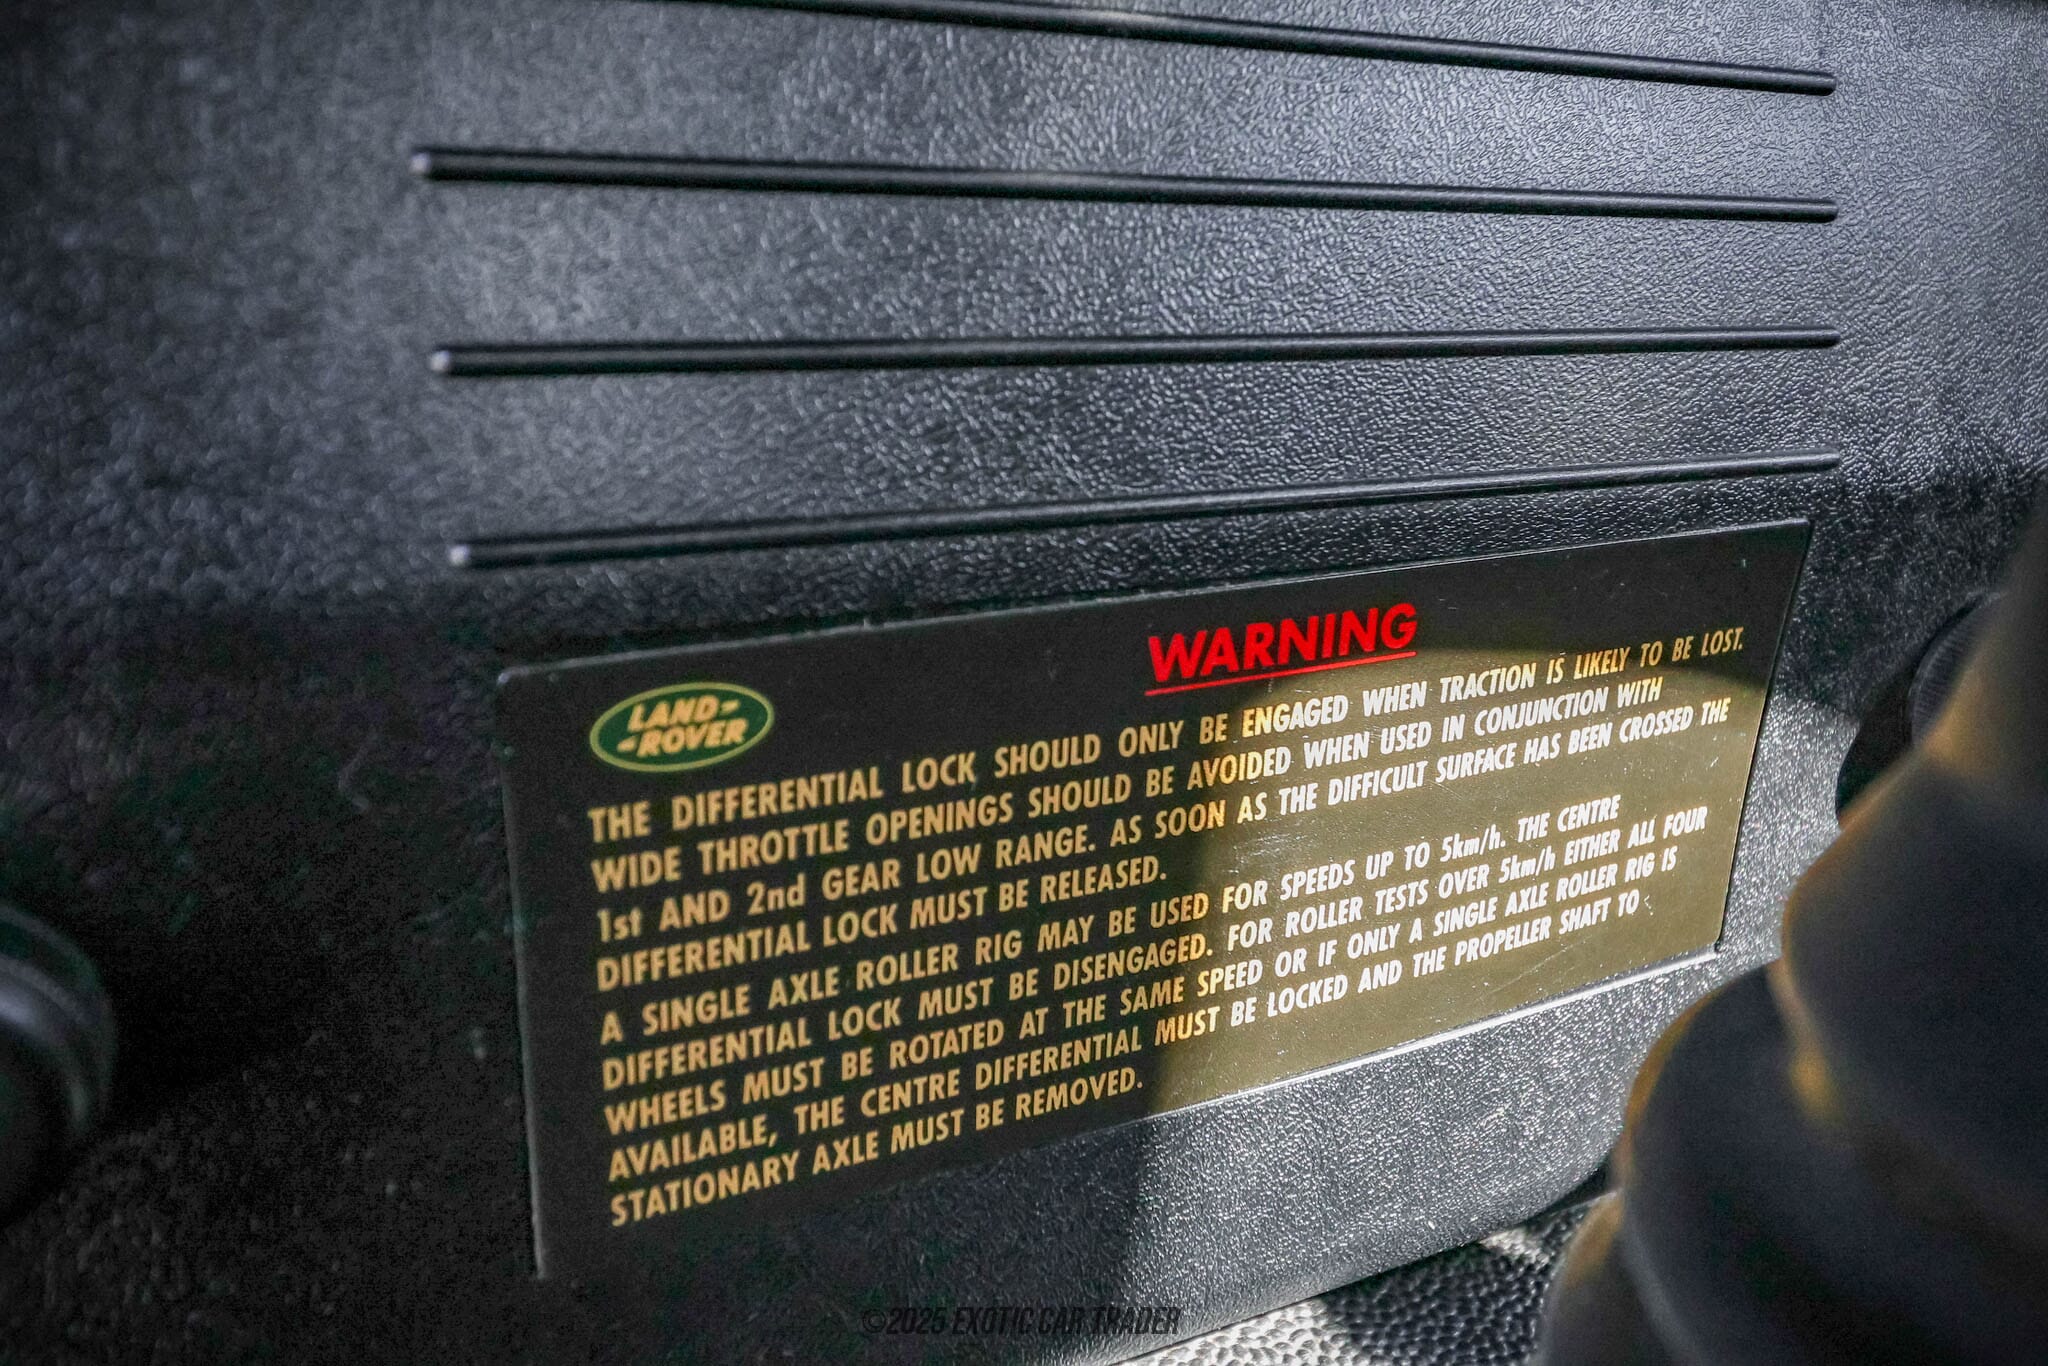 WARNING
LAND-
-ROVER
THE DIFFERENTIAL LOCK SHOULD ONLY BE ENGAGED WHEN TRACTION IS LIKELY TO BE LOST.
WIDE THROTTLE OPENINGS SHOULD BE AVOIDED WHEN USED IN CONJUNCTION WITH
1st AND 2nd GEAR LOW RANGE. AS SOON AS THE DIFFICULT SURFACE HAS BEEN CROSSED THE
DIFFERENTIAL LOCK MUST BE RELEASED.
A SINGLE AXLE ROLLER RIG MAY BE USED FOR SPEEDS UP TO 5km/h. THE CENTRE
DIFFERENTIAL LOCK MUST BE DISENGAGED. FOR ROLLER TESTS OVER 5km/h EITHER ALL FOUR
WHEELS MUST BE ROTATED AT THE SAME SPEED OR IF ONLY A SINGLE AXLE ROLLER RIG IS
AVAILABLE, THE CENTRE DIFFERENTIAL MUST BE LOCKED AND THE PROPELLER SHAFT TO
STATIONARY AXLE MUST BE REMOVED.
©2025 EXOTIC CAR TRADER